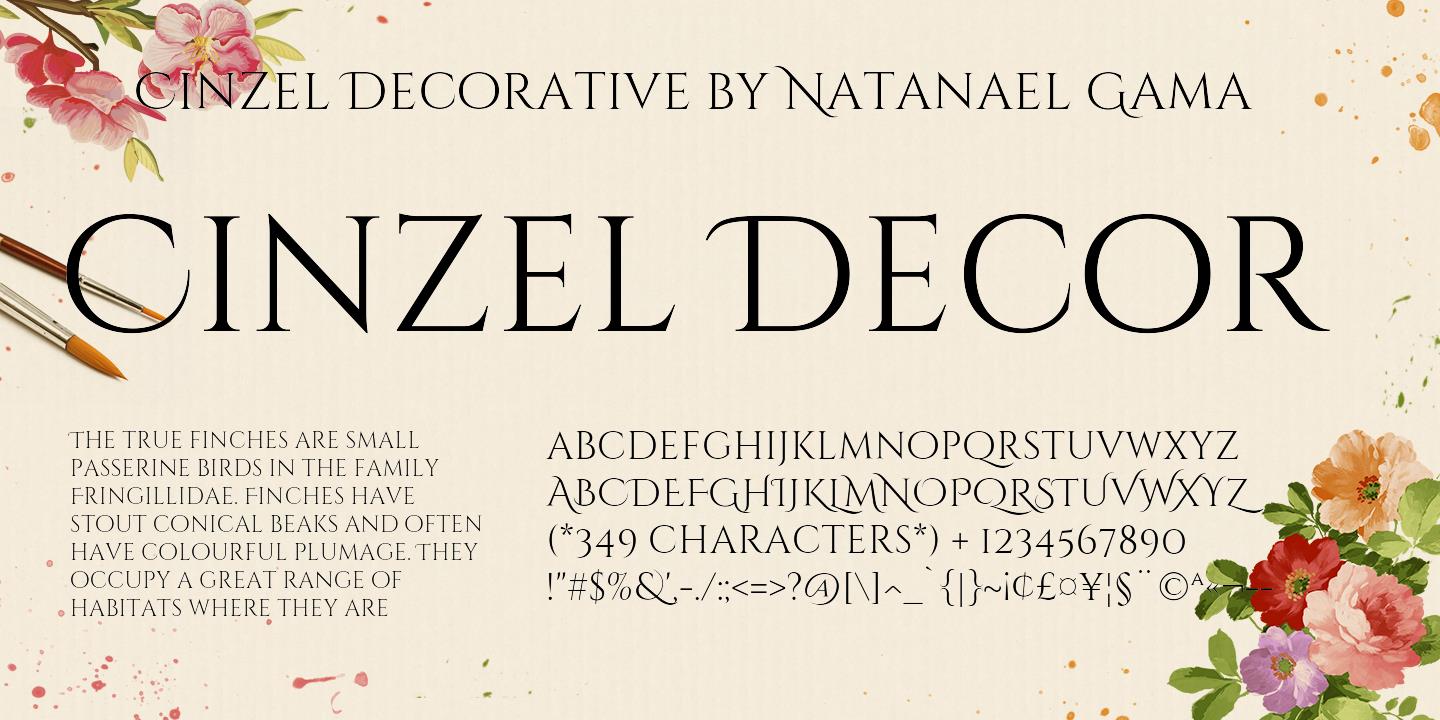 Cinzel Decorative by Natanael Gama
Cinzel Decor
The true finches are small
passerine birds in the family
Fringillidae. Finches have
stout conical beaks and often
have colourful plumage. They
occupy a great range of
habitats where they are
abcdefghijklmnopqrstuvwxyz
ABCDEFGHIJKLMNOPQRSTUVWXYZ
(*349 characters*) + 1234567890
!"#$%&',-./:;<=>?@[\]^_`{|}~¡¢£¤¥¦§¨©ª«¬--